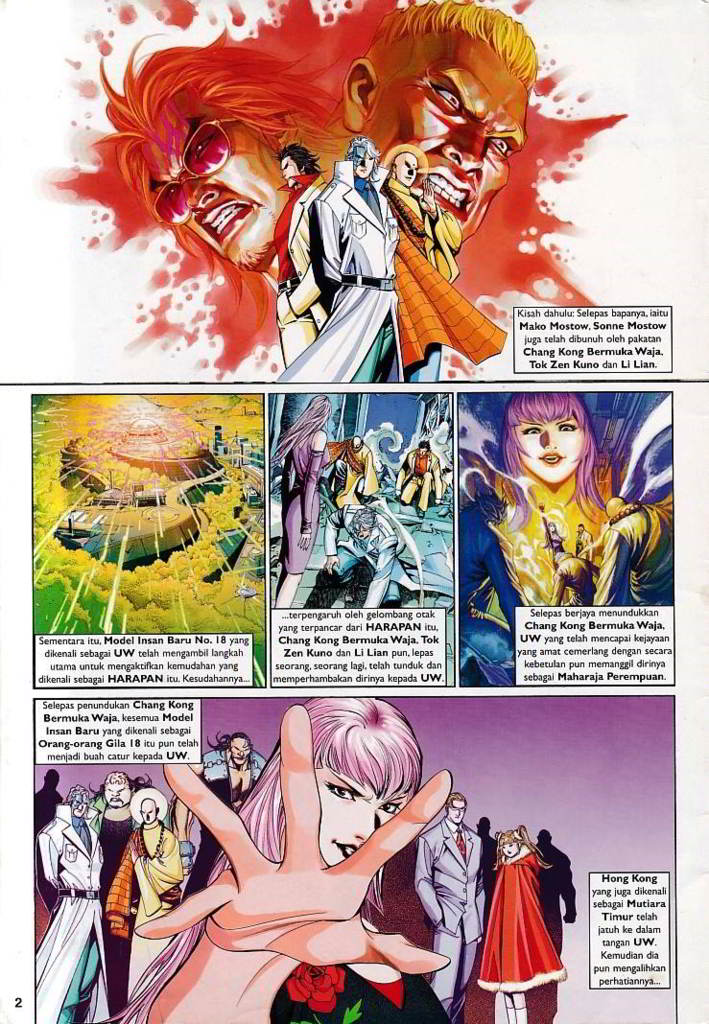 Kisah dahulu: Selepas bapanya, iaitu
Mako Mostow, Sonne Mostow
juga telah dibunuh oleh pakatan
Chang Kong Bermuka Waja,
Tok Zen Kuno dan Li Lian.
Sementara itu, Model Insan Baru No. 18 yang
dikenali sebagai UW telah mengambil langkah
utama untuk mengaktifkan kemudahan yang
dikenali sebagai HARAPAN itu. Kesudahannya...
...terpengaruh oleh gelombang otak
yang terpancar dari HARAPAN itu,
Chang Kong Bermuka Waja, Tok
Zen Kuno dan Li Lian pun, lepas
seorang, seorang lagi, telah tunduk dan
memperhambakan dirinya kepada UW.
Selepas berjaya menundukkan
Chang Kong Bermuka Waja,
UW yang telah mencapai kejayaan
yang amat cemerlang dengan secara
kebetulan pun memanggil dirinya
sebagai Maharaja Perempuan.
Selepas penundukan Chang Kong
Bermuka Waja, kesemua Model
Insan Baru yang dikenali sebagai
Orang-orang Gila 18 itu pun telah
menjadi buah catur kepada UW.
Hong Kong
yang juga dikenali
sebagai Mutiara
Timur telah
jatuh ke dalam
tangan UW.
Kemudian dia
pun mengalihkan
perhatiannya...
2